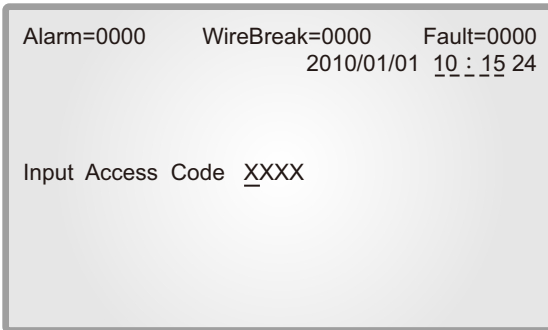 Alarm=0000 WireBreak=0000 Fault=0000
2010/01/01 10 : 15 24
Input Access Code XXXX